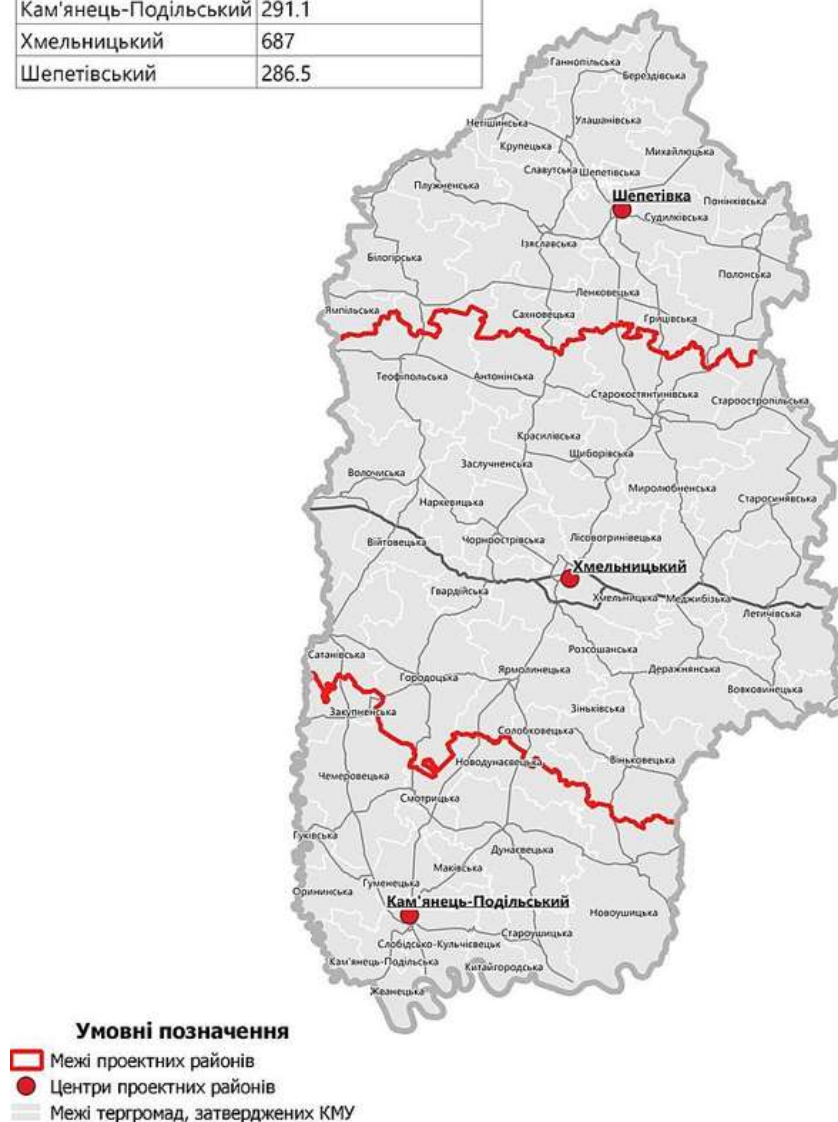 Кам'янець-Подільський 291.1
Хмельницький 687
Шепетівський 286.5
Ганнопільська
Берездівська
Нетішинська
Улашанівська
Крупецька
Михайлюцька
Славутська Шепетівська
Плужненська
Шепетівка
Понінківська
Судилківська
Ізяславська
Білогірська
Полонська
Ленковецька
Ямпільська
Сахновецька
Грицівська
Теофіпольська
Антонінська
Старокостянтинівська
Староостропільська
Красилівська
Щиборівська
Заслучненська
Волочиська
Миролюбненська
Старосинявська
Наркевицька
Війтовецька
Чорноострівська
Лісовогринівецька
Хмельницький
Гвардійська
Хмельницька
Меджибізька
Летичівська
Розсошанська
Сатанівська
Городоцька
Ярмолинецька
Деражнянська
Вовковинецька
Зіньківська
Закупненська
Солобковецька
Новодунаєвецька
Віньковецька
Чемеровецька
Смотрицька
Гуківська
Дунаєвецька
Маківська
Гуменецька
Орининська
Кам'янець-Подільський
Новоушицька
Староушицька
Слобідсько-Кульчієвецьк
Кам'янець-Подільська
Китайгородська
Жванецька
Умовні позначення
Межі проектних районів
Центри проектних районів
Межі тергромад, затверджених КМУ